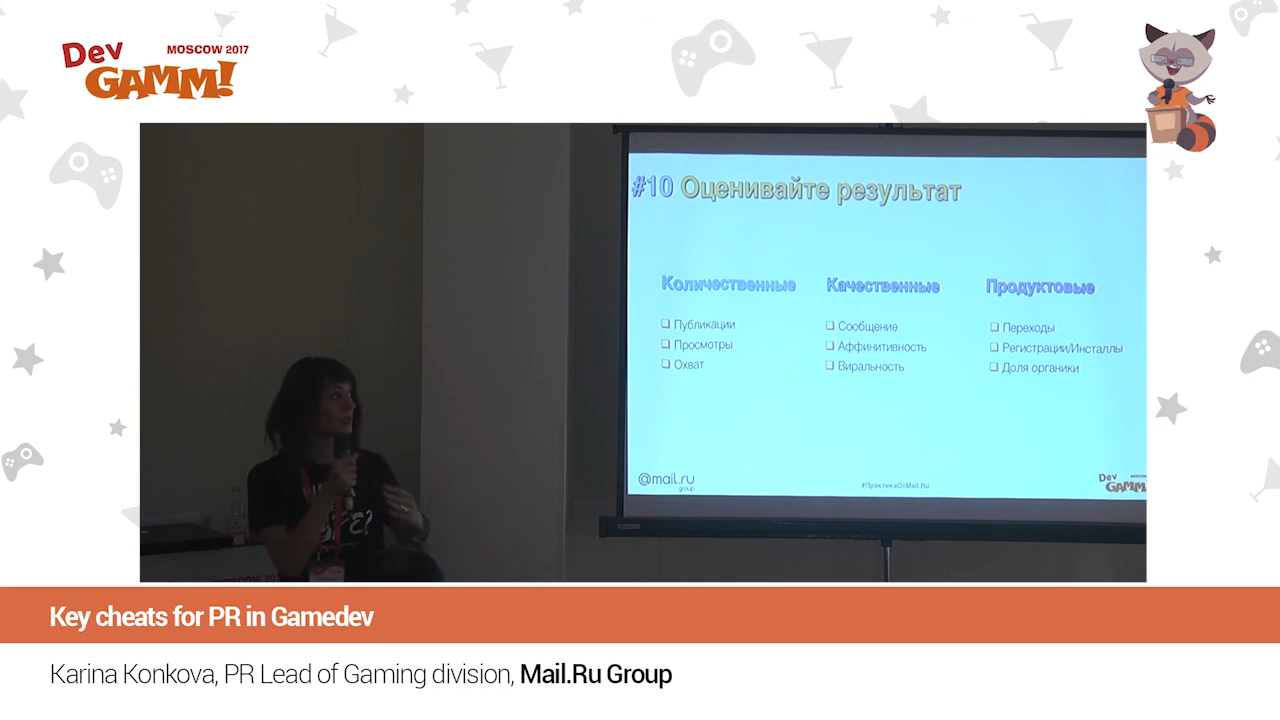 Dev
GAMM!
MOSCOW 2017
#10 Оценивайте результат
Количественные
❑ Публикации
❑ Просмотры
❑ Охват
Качественные
❑ Сообщение
❑ Аффинитивность
❑ Виральность
Продуктовые
❑ Переходы
❑ Регистрации/Инсталлы
❑ Доля органики
@mail.ru
group
#ПрактикаОтMail.Ru
Dev
GAMM
Key cheats for PR in Gamedev
Karina Konkova, PR Lead of Gaming division, Mail.Ru Group